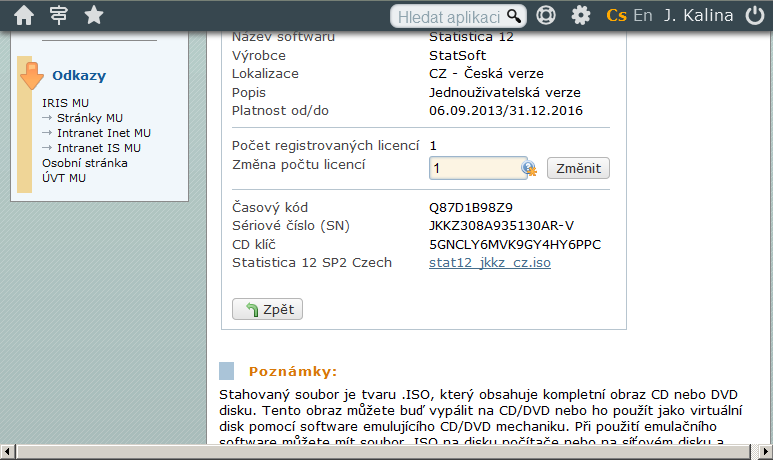 Hledat aplikaci
Cs En J. Kalina
Odkazy
IRIS MU
→ Stránky MU
→ Intranet Inet MU
→ Intranet IS MU
Osobní stránka
ÚVT MU
Název softwaru Statistica 12
Výrobce StatSoft
Lokalizace CZ - Česká verze
Popis Jednouživatelská verze
Platnost od/do 06.09.2013/31.12.2016
Počet registrovaných licencí 1
Změna počtu licencí 1 Změnit
Časový kód Q87D1B98Z9
Sériové číslo (SN) JKKZ308A935130AR-V
CD klíč 5GNCLY6MVK9GY4HY6PPC
Statistica 12 SP2 Czech stat12_jkkz_cz.iso
Zpět
Poznámky:
Stahovaný soubor je tvaru .ISO, který obsahuje kompletní obraz CD nebo DVD
disku. Tento obraz můžete buď vypálit na CD/DVD nebo ho použít jako virtuální
disk pomocí software emulujícího CD/DVD mechaniku. Při použití emulačního
software můžete mít soubor .ISO na disku počítače nebo na síťovém disku a